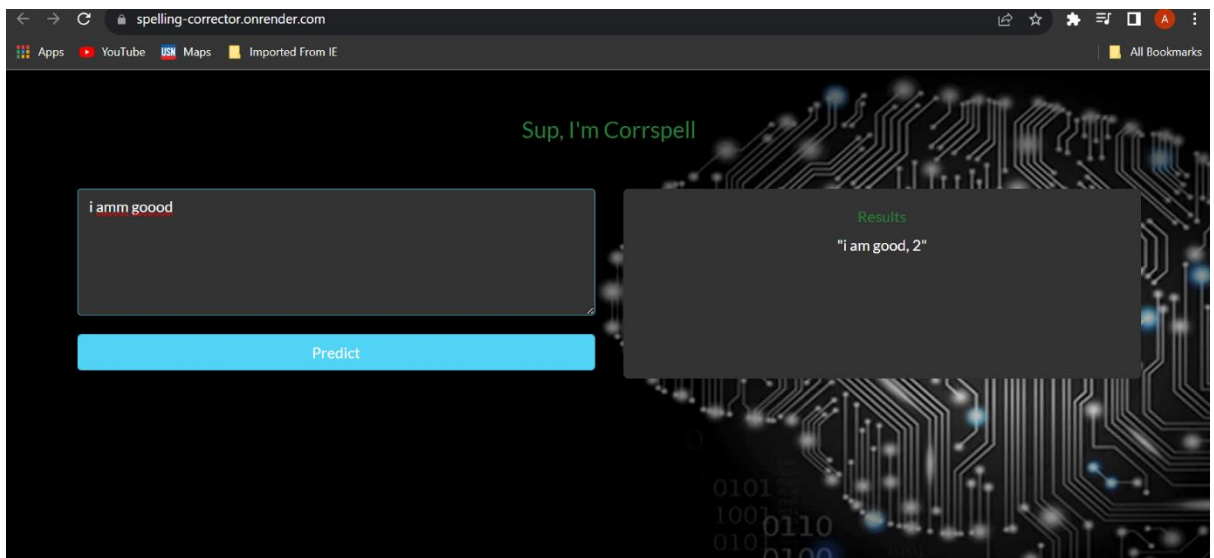 spelling-corrector.onrender.com
A
Apps YouTube USN Maps Imported From IE All Bookmarks
Sup, I'm Corrspell
i amm goood
Results
"i am good, 2"
Predict
0101
1001
0110
010
0100